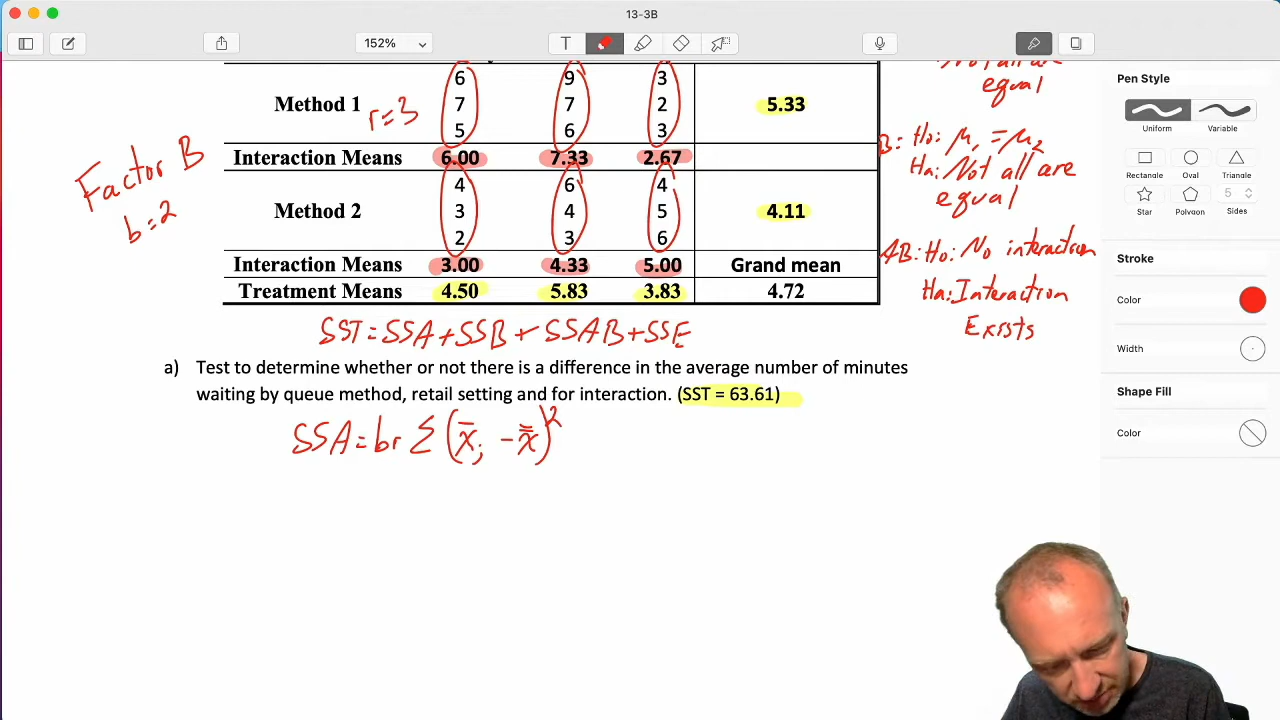 13-3B
152%
T
Pen Style
Uniform Variable
Rectangle Oval Triangle
Star Polygon Sides
5
Stroke
Color
Width
Shape Fill
Color
6 9 3
Method 1 r=3 7 7 2 5.33
5 6 3
Interaction Means 6.00 7.33 2.67
4 6 4
Method 2 3 4 5 4.11
2 3 6
Interaction Means 3.00 4.33 5.00 Grand mean
Treatment Means 4.50 5.83 3.83 4.72
Factor B
b=2
Not all are
equal
B: Ho: μ₁ = μ₂
Ha: Not all are
equal
AB: Ho: No interaction
Ha: Interaction
Exists
SST = SSA + SSB + SSAB + SSE
a) Test to determine whether or not there is a difference in the average number of minutes
waiting by queue method, retail setting and for interaction. (SST = 63.61)
SSA = br Σ (x̄ᵢ - x̿)²